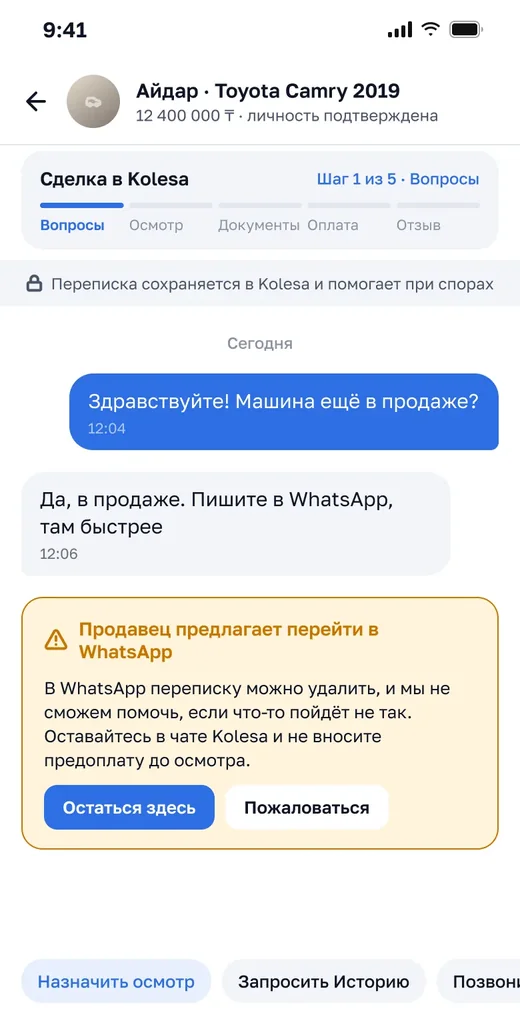 9:41
Айдар · Toyota Camry 2019
12 400 000 ₸ · личность подтверждена
Сделка в Kolesa
Шаг 1 из 5 · Вопросы
Вопросы Осмотр Документы Оплата Отзыв
Переписка сохраняется в Kolesa и помогает при спорах
Сегодня
Здравствуйте! Машина ещё в продаже?
12:04
Да, в продаже. Пишите в WhatsApp,
там быстрее
12:06
Продавец предлагает перейти в
WhatsApp
В WhatsApp переписку можно удалить, и мы не
сможем помочь, если что-то пойдёт не так.
Оставайтесь в чате Kolesa и не вносите
предоплату до осмотра.
Остаться здесь Пожаловаться
Назначить осмотр Запросить Историю